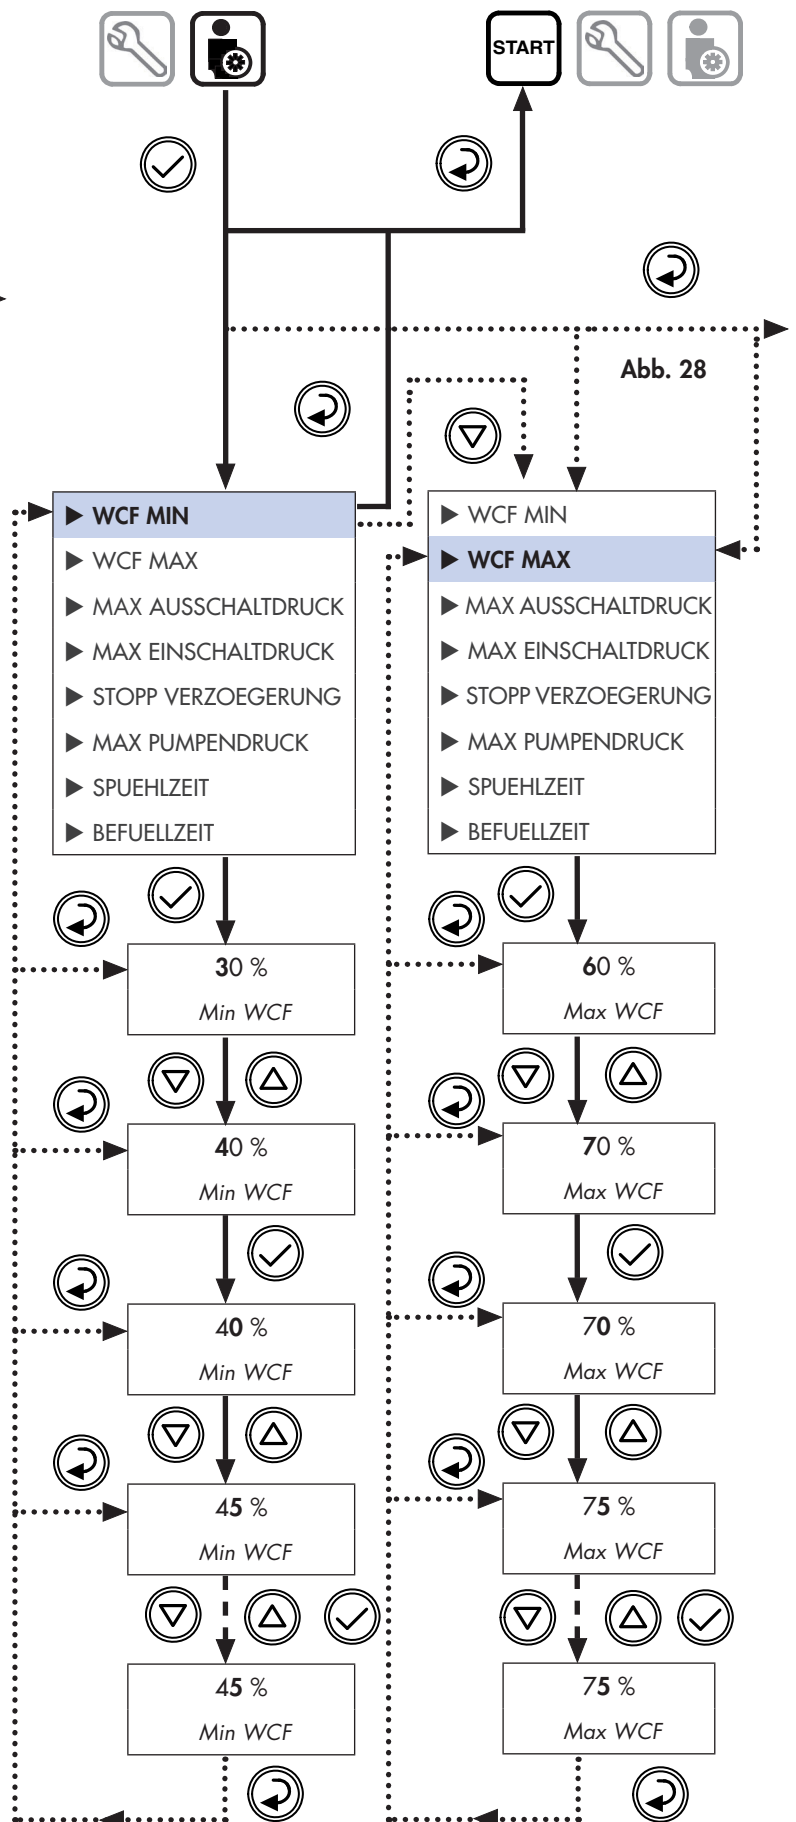 START
Abb. 28
▶ WCF MIN
▶ WCF MAX
▶ MAX AUSSCHALTDRUCK
▶ MAX EINSCHALTDRUCK
▶ STOPP VERZOEGERUNG
▶ MAX PUMPENDRUCK
▶ SPUEHLZEIT
▶ BEFUELLZEIT
30 %
Min WCF
40 %
Min WCF
40 %
Min WCF
45 %
Min WCF
45 %
Min WCF
▶ WCF MIN
▶ WCF MAX
▶ MAX AUSSCHALTDRUCK
▶ MAX EINSCHALTDRUCK
▶ STOPP VERZOEGERUNG
▶ MAX PUMPENDRUCK
▶ SPUEHLZEIT
▶ BEFUELLZEIT
60 %
Max WCF
70 %
Max WCF
70 %
Max WCF
75 %
Max WCF
75 %
Max WCF